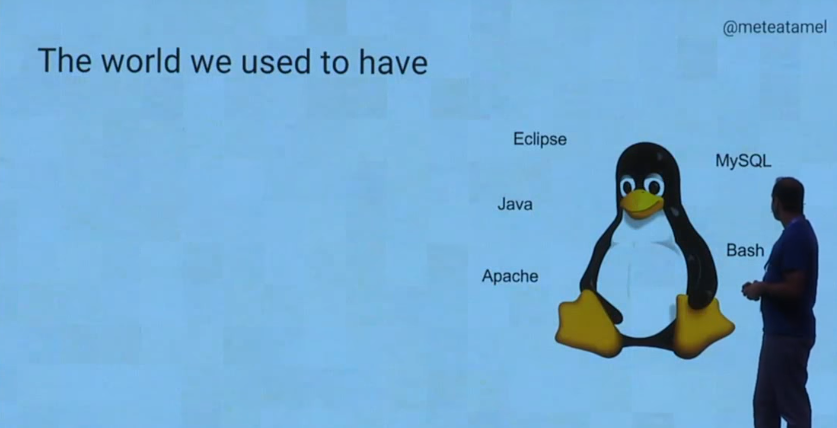 @meteatamel
The world we used to have
Eclipse
MySQL
Java
Bash
Apache